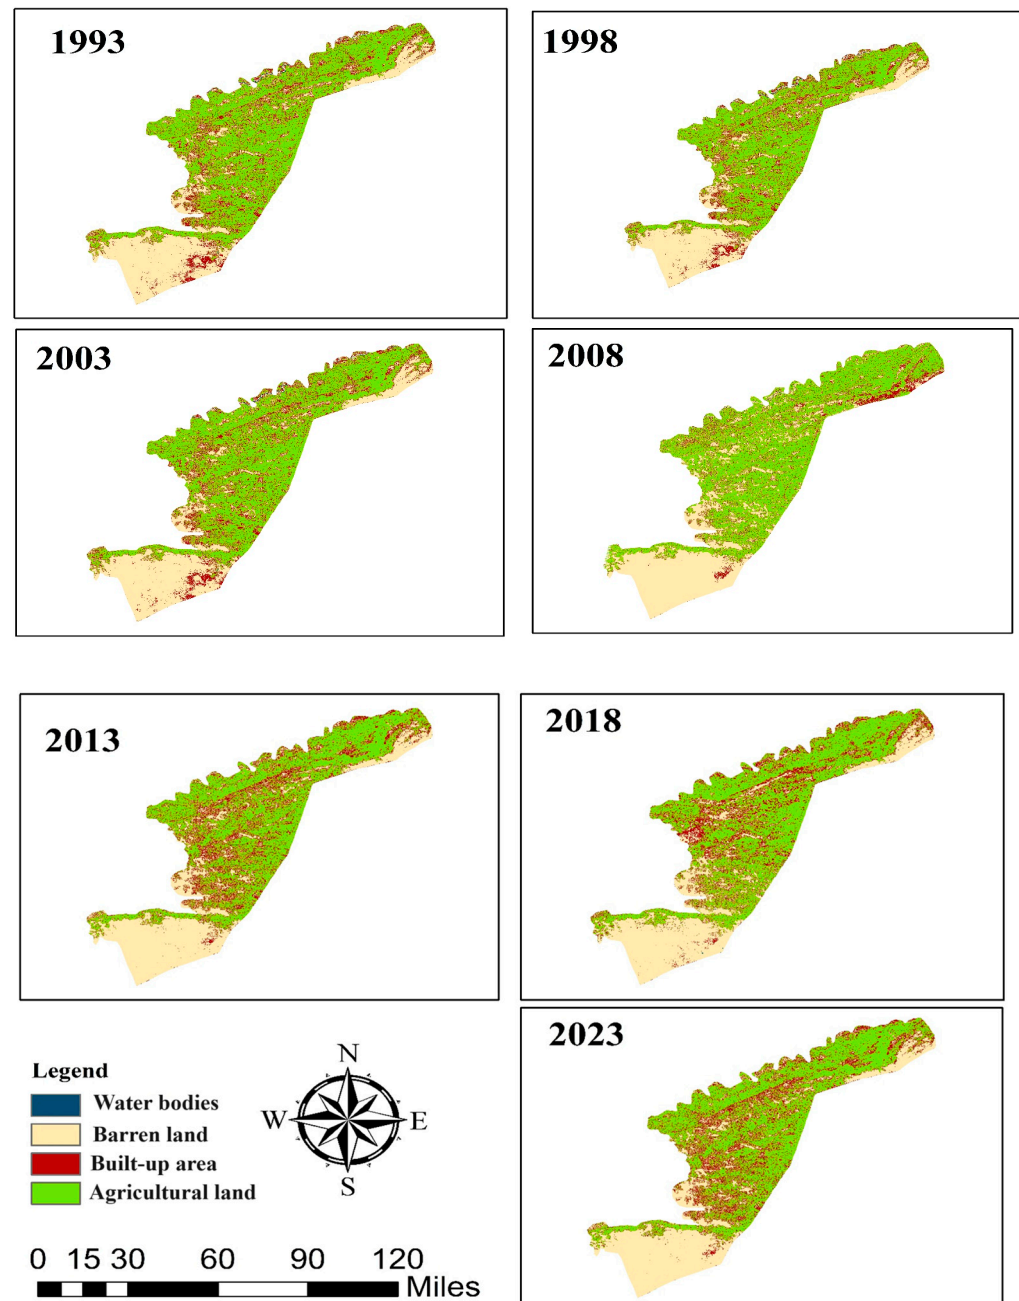 1993
1998
2003
2008
2013
2018
2023
Legend
Water bodies
Barren land
Built-up area
Agricultural land
N
W E
S
0 15 30 60 90 120
Miles